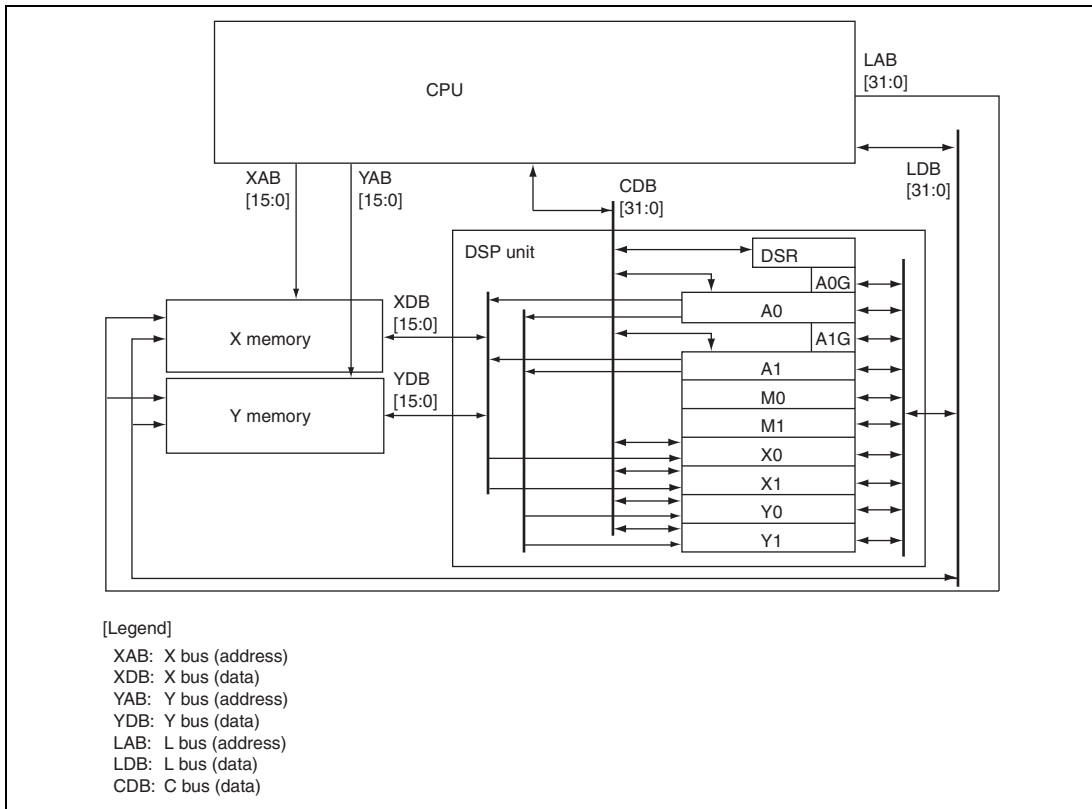 CPU
LAB
[31:0]
XAB
[15:0]
YAB
[15:0]
CDB
[31:0]
LDB
[31:0]
DSP unit
DSR
A0G
A0
A1G
A1
M0
M1
X0
X1
Y0
Y1
X memory
XDB
[15:0]
Y memory
YDB
[15:0]
[Legend]
XAB: X bus (address)
XDB: X bus (data)
YAB: Y bus (address)
YDB: Y bus (data)
LAB: L bus (address)
LDB: L bus (data)
CDB: C bus (data)